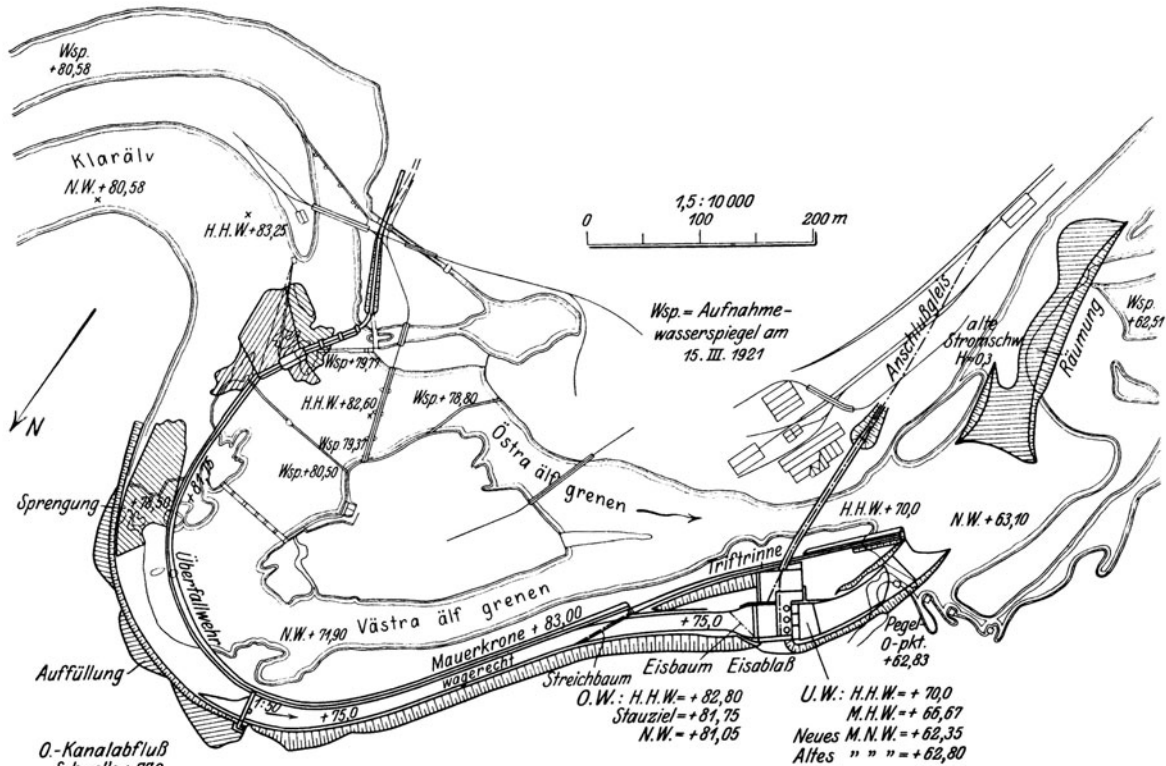 Wsp.
+80,58
Klarälv
N.W. + 80,58
H.H.W.+83,25
1,5 : 10 000
0 100 200 m
Wsp. = Aufnahme-
wasserspiegel am
15. III. 1921
Anschlußgleis
alte
Stromschw.
Räumung
Wsp.
+ 62,51
N
Wsp+79,77
H.H.W.+82,60
Wsp. 79,37
Wsp.+80,50
Wsp.+78,80
Östra älf grenen
Sprengung
+78,50
Überfallwehr
H.H.W.+70,0
N.W.+63,10
Triftrinne
Västra älf grenen
N.W.+71,90
Mauerkrone + 83,00
wagerecht
+75,0
Pegel-
0-pkt.
+62,83
Auffüllung
1:50
+75,0
Streichbaum
Eisbaum
Eisablaß
O.W.: H.H.W.= + 82,80
Stauziel = +81,75
N.W. = +81,05
U.W.: H.H.W.= + 70,0
M.H.W.= + 66,67
Neues M.N.W. = +62,35
Altes " " " = +62,80
O.-Kanalabfluß